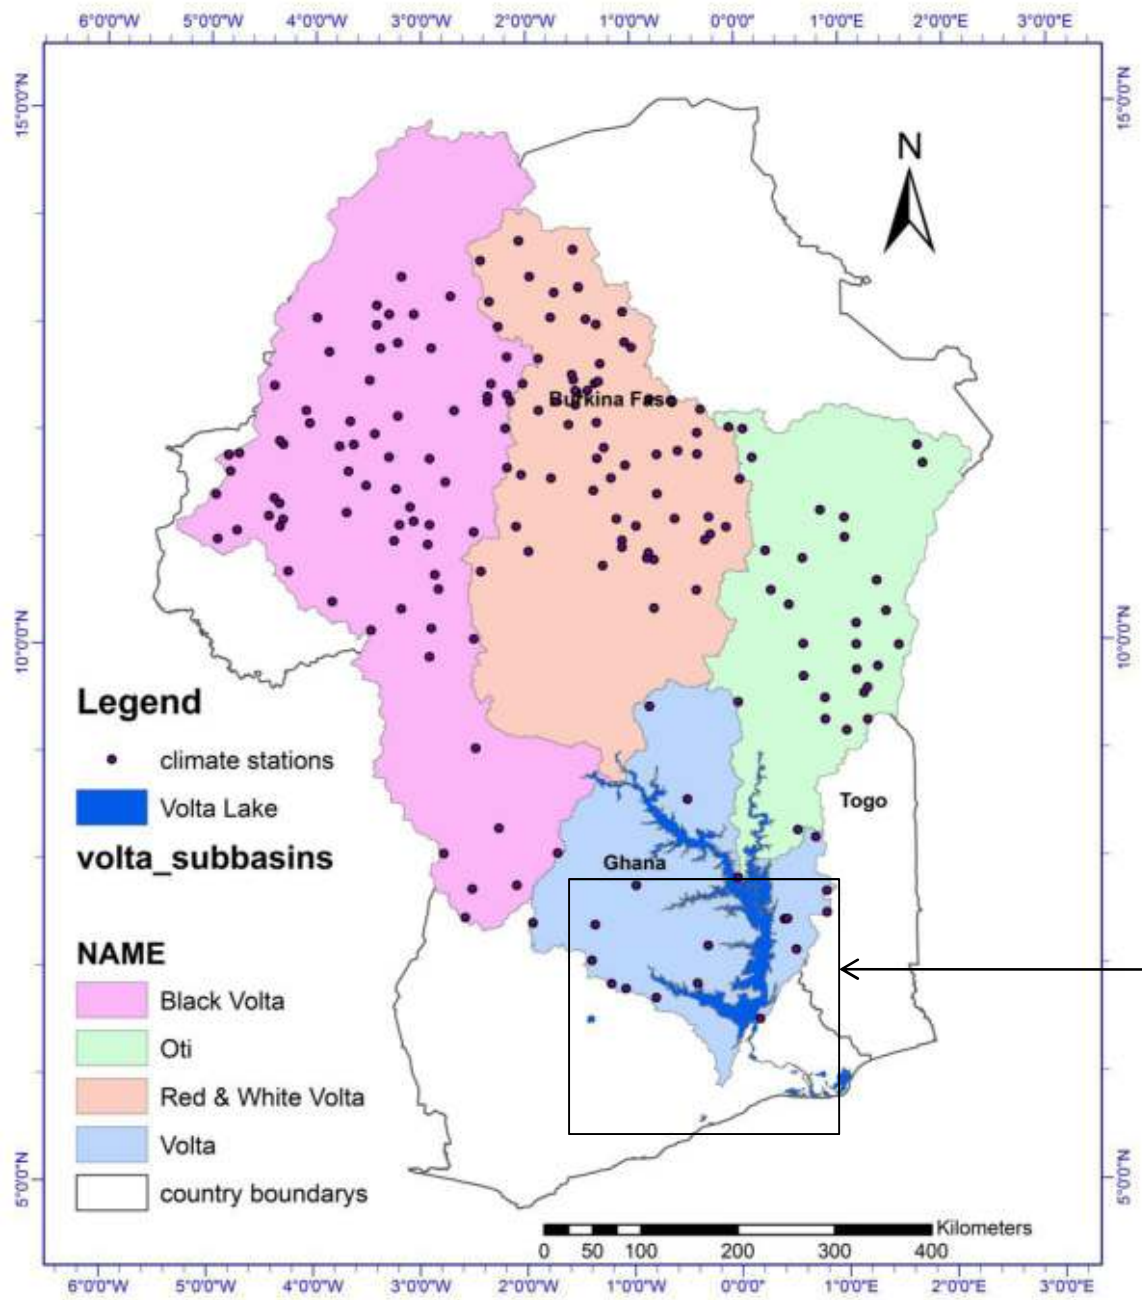 6°0'0"W 5°0'0"W 4°0'0"W 3°0'0"W 2°0'0"W 1°0'0"W 0°0'0"E 1°0'0"E 2°0'0"E 3°0'0"E
15°0'0"N 15°0'0"N
N
Burkina Faso
10°0'0"N 10°0'0"N
Legend
climate stations
Volta Lake
Togo
volta_subbasins
Ghana
NAME
Black Volta
Oti
Red & White Volta
Volta
country boundarys
5°0'0"N 5°0'0"N
Kilometers
0 50 100 200 300 400
6°0'0"W 5°0'0"W 4°0'0"W 3°0'0"W 2°0'0"W 1°0'0"W 0°0'0"E 1°0'0"E 2°0'0"E 3°0'0"E